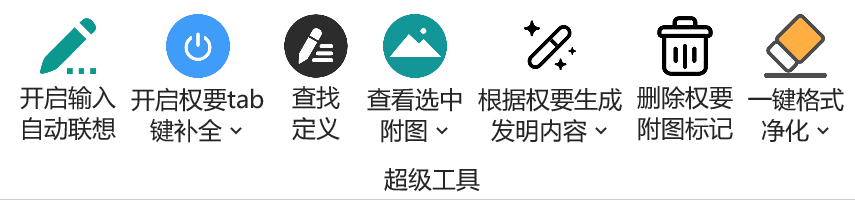 开启输入
自动联想
开启权要tab
键补全
查找
定义
查看选中
附图
根据权要生成
发明内容
删除权要
附图标记
一键格式
净化
超级工具